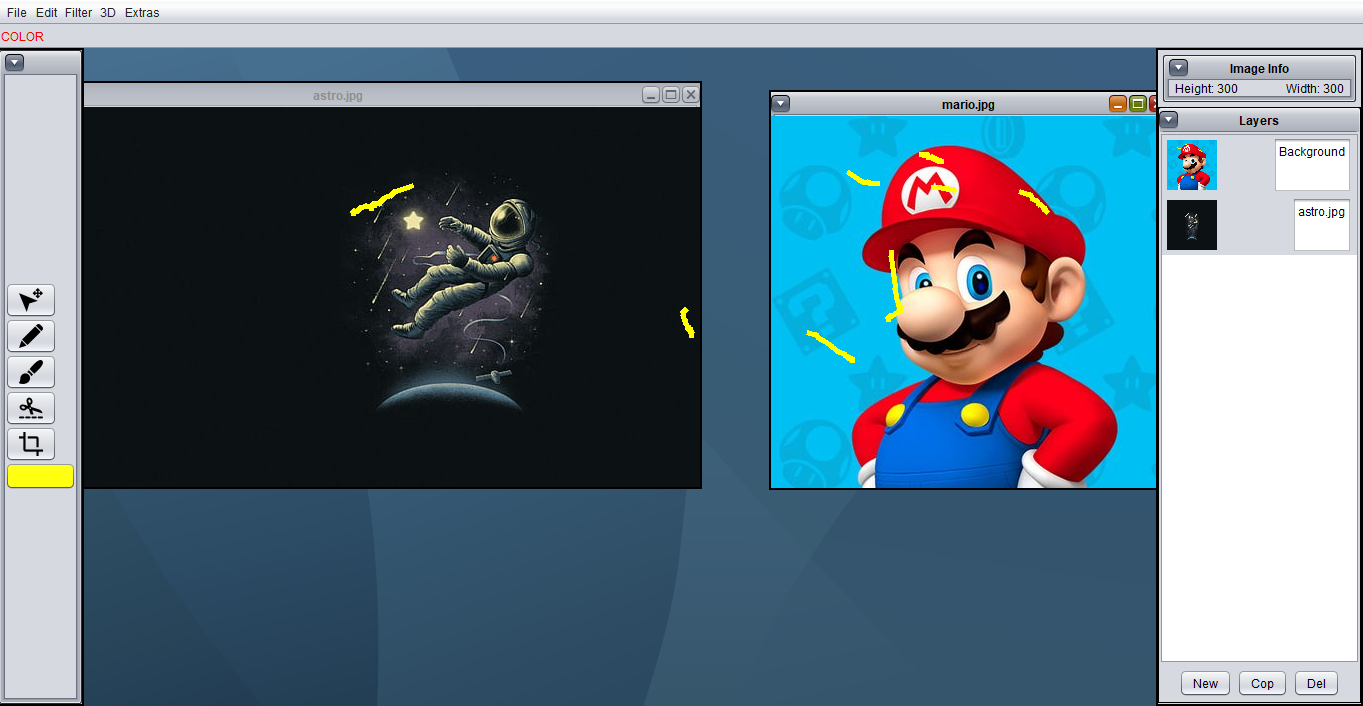 File Edit Filter 3D Extras
COLOR
astro.jpg
mario.jpg
M
Image Info
Height: 300 Width: 300
Layers
Background
astro.jpg
New Cop Del